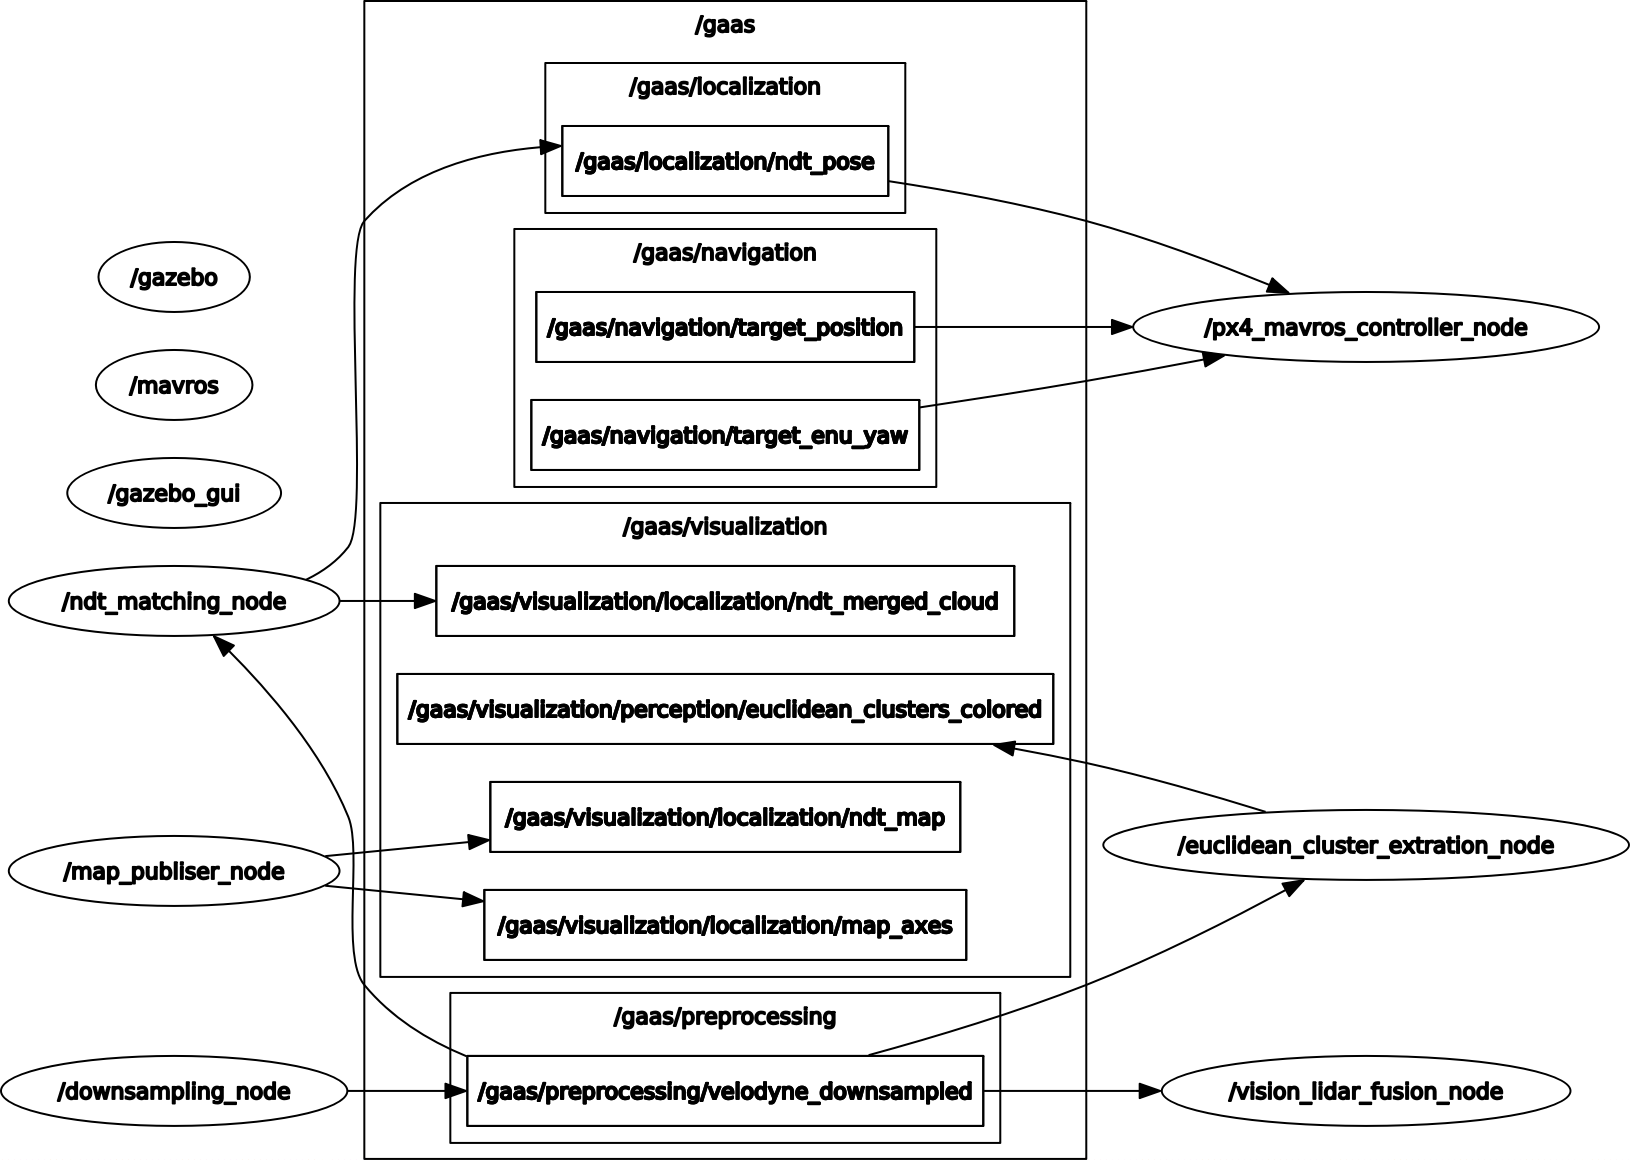 /gaas
/gaas/localization
/gaas/localization/ndt_pose
/gaas/navigation
/gazebo
/gaas/navigation/target_position
/px4_mavros_controller_node
/mavros
/gaas/navigation/target_enu_yaw
/gazebo_gui
/gaas/visualization
/ndt_matching_node
/gaas/visualization/localization/ndt_merged_cloud
/gaas/visualization/perception/euclidean_clusters_colored
/gaas/visualization/localization/ndt_map
/euclidean_cluster_extration_node
/map_publiser_node
/gaas/visualization/localization/map_axes
/gaas/preprocessing
/downsampling_node
/gaas/preprocessing/velodyne_downsampled
/vision_lidar_fusion_node